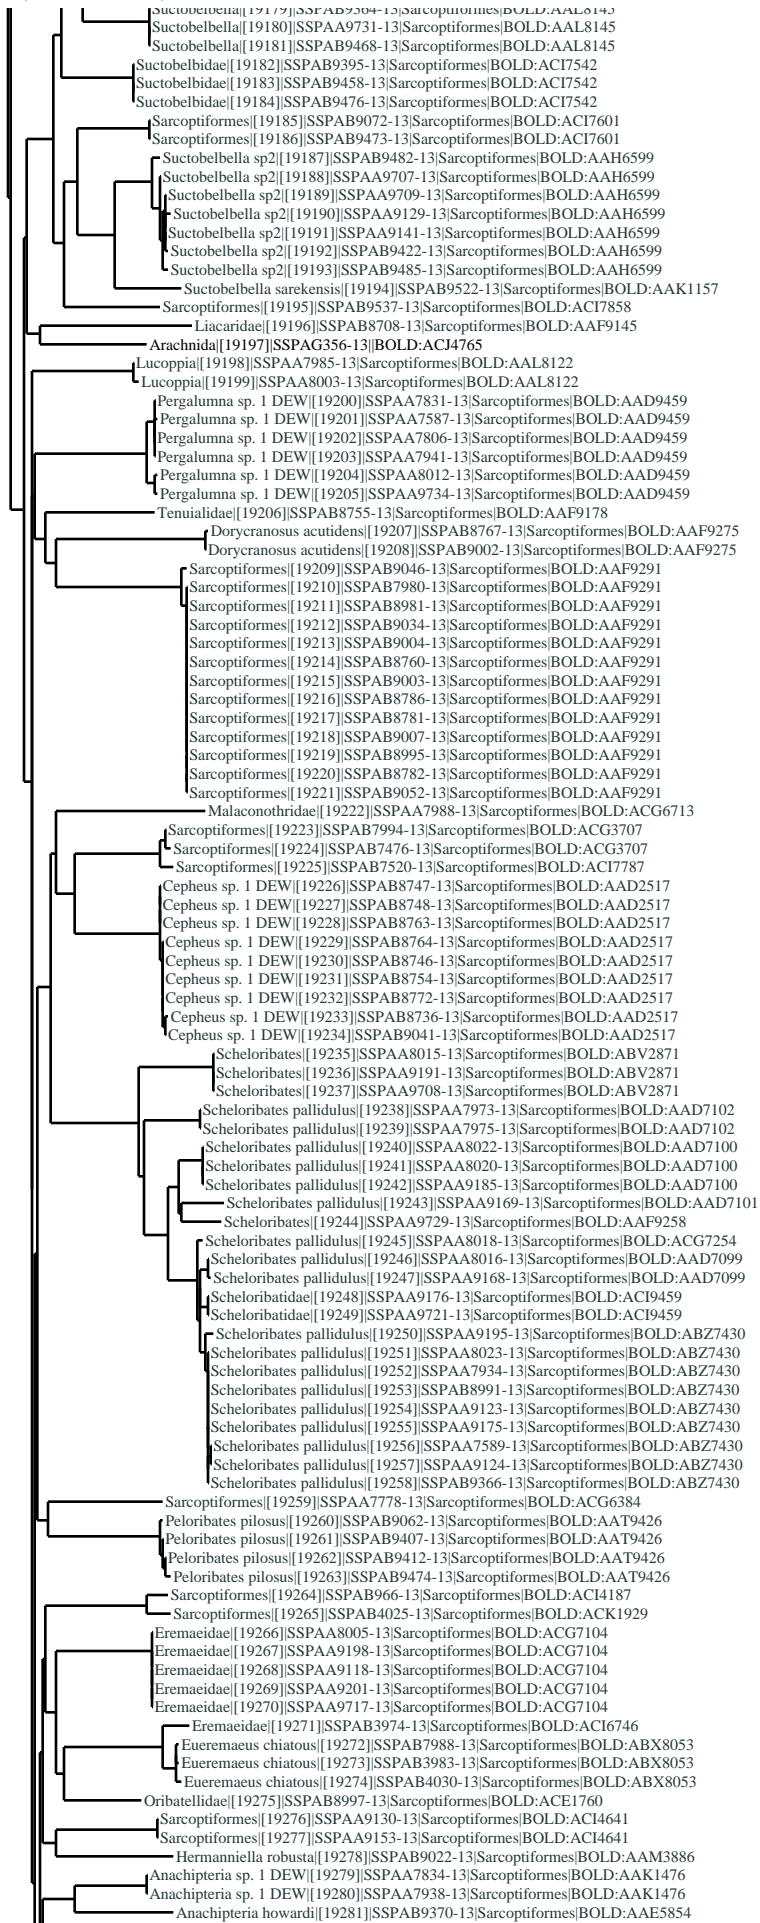 Suctobelbella|[19179]|SSPAB9364-13|Sarcoptiformes|BOLD:AAL8145
Suctobelbella|[19180]|SSPAA9731-13|Sarcoptiformes|BOLD:AAL8145
Suctobelbella|[19181]|SSPAB9468-13|Sarcoptiformes|BOLD:AAL8145
Suctobelbidae|[19182]|SSPAB9395-13|Sarcoptiformes|BOLD:ACI7542
Suctobelbidae|[19183]|SSPAB9458-13|Sarcoptiformes|BOLD:ACI7542
Suctobelbidae|[19184]|SSPAB9476-13|Sarcoptiformes|BOLD:ACI7542
Sarcoptiformes|[19185]|SSPAB9072-13|Sarcoptiformes|BOLD:ACI7601
Sarcoptiformes|[19186]|SSPAB9473-13|Sarcoptiformes|BOLD:ACI7601
Suctobelbella sp2|[19187]|SSPAB9482-13|Sarcoptiformes|BOLD:AAH6599
Suctobelbella sp2|[19188]|SSPAA9707-13|Sarcoptiformes|BOLD:AAH6599
Suctobelbella sp2|[19189]|SSPAA9709-13|Sarcoptiformes|BOLD:AAH6599
Suctobelbella sp2|[19190]|SSPAA9129-13|Sarcoptiformes|BOLD:AAH6599
Suctobelbella sp2|[19191]|SSPAA9141-13|Sarcoptiformes|BOLD:AAH6599
Suctobelbella sp2|[19192]|SSPAB9422-13|Sarcoptiformes|BOLD:AAH6599
Suctobelbella sp2|[19193]|SSPAB9485-13|Sarcoptiformes|BOLD:AAH6599
Suctobelbella sarekensis|[19194]|SSPAB9522-13|Sarcoptiformes|BOLD:AAK1157
Sarcoptiformes|[19195]|SSPAB9537-13|Sarcoptiformes|BOLD:ACI7858
Liacaridae|[19196]|SSPAB8708-13|Sarcoptiformes|BOLD:AAF9145
Arachnida|[19197]|SSPAG356-13||BOLD:ACJ4765
Lucoppia|[19198]|SSPAA7985-13|Sarcoptiformes|BOLD:AAL8122
Lucoppia|[19199]|SSPAA8003-13|Sarcoptiformes|BOLD:AAL8122
Pergalumna sp. 1 DEW|[19200]|SSPAA7831-13|Sarcoptiformes|BOLD:AAD9459
Pergalumna sp. 1 DEW|[19201]|SSPAA7587-13|Sarcoptiformes|BOLD:AAD9459
Pergalumna sp. 1 DEW|[19202]|SSPAA7806-13|Sarcoptiformes|BOLD:AAD9459
Pergalumna sp. 1 DEW|[19203]|SSPAA7941-13|Sarcoptiformes|BOLD:AAD9459
Pergalumna sp. 1 DEW|[19204]|SSPAA8012-13|Sarcoptiformes|BOLD:AAD9459
Pergalumna sp. 1 DEW|[19205]|SSPAA9734-13|Sarcoptiformes|BOLD:AAD9459
Tenuialidae|[19206]|SSPAB8755-13|Sarcoptiformes|BOLD:AAF9178
Dorycranosus acutidens|[19207]|SSPAB8767-13|Sarcoptiformes|BOLD:AAF9275
Dorycranosus acutidens|[19208]|SSPAB9002-13|Sarcoptiformes|BOLD:AAF9275
Sarcoptiformes|[19209]|SSPAB9046-13|Sarcoptiformes|BOLD:AAF9291
Sarcoptiformes|[19210]|SSPAB7980-13|Sarcoptiformes|BOLD:AAF9291
Sarcoptiformes|[19211]|SSPAB8981-13|Sarcoptiformes|BOLD:AAF9291
Sarcoptiformes|[19212]|SSPAB9034-13|Sarcoptiformes|BOLD:AAF9291
Sarcoptiformes|[19213]|SSPAB9004-13|Sarcoptiformes|BOLD:AAF9291
Sarcoptiformes|[19214]|SSPAB8760-13|Sarcoptiformes|BOLD:AAF9291
Sarcoptiformes|[19215]|SSPAB9003-13|Sarcoptiformes|BOLD:AAF9291
Sarcoptiformes|[19216]|SSPAB8786-13|Sarcoptiformes|BOLD:AAF9291
Sarcoptiformes|[19217]|SSPAB8781-13|Sarcoptiformes|BOLD:AAF9291
Sarcoptiformes|[19218]|SSPAB9007-13|Sarcoptiformes|BOLD:AAF9291
Sarcoptiformes|[19219]|SSPAB8995-13|Sarcoptiformes|BOLD:AAF9291
Sarcoptiformes|[19220]|SSPAB8782-13|Sarcoptiformes|BOLD:AAF9291
Sarcoptiformes|[19221]|SSPAB9052-13|Sarcoptiformes|BOLD:AAF9291
Malaconothridae|[19222]|SSPAA7988-13|Sarcoptiformes|BOLD:ACG6713
Sarcoptiformes|[19223]|SSPAB7994-13|Sarcoptiformes|BOLD:ACG3707
Sarcoptiformes|[19224]|SSPAB7476-13|Sarcoptiformes|BOLD:ACG3707
Sarcoptiformes|[19225]|SSPAB7520-13|Sarcoptiformes|BOLD:ACI7787
Cepheus sp. 1 DEW|[19226]|SSPAB8747-13|Sarcoptiformes|BOLD:AAD2517
Cepheus sp. 1 DEW|[19227]|SSPAB8748-13|Sarcoptiformes|BOLD:AAD2517
Cepheus sp. 1 DEW|[19228]|SSPAB8763-13|Sarcoptiformes|BOLD:AAD2517
Cepheus sp. 1 DEW|[19229]|SSPAB8764-13|Sarcoptiformes|BOLD:AAD2517
Cepheus sp. 1 DEW|[19230]|SSPAB8746-13|Sarcoptiformes|BOLD:AAD2517
Cepheus sp. 1 DEW|[19231]|SSPAB8754-13|Sarcoptiformes|BOLD:AAD2517
Cepheus sp. 1 DEW|[19232]|SSPAB8772-13|Sarcoptiformes|BOLD:AAD2517
Cepheus sp. 1 DEW|[19233]|SSPAB8736-13|Sarcoptiformes|BOLD:AAD2517
Cepheus sp. 1 DEW|[19234]|SSPAB9041-13|Sarcoptiformes|BOLD:AAD2517
Scheloribates|[19235]|SSPAA8015-13|Sarcoptiformes|BOLD:ABV2871
Scheloribates|[19236]|SSPAA9191-13|Sarcoptiformes|BOLD:ABV2871
Scheloribates|[19237]|SSPAA9708-13|Sarcoptiformes|BOLD:ABV2871
Scheloribates pallidulus|[19238]|SSPAA7973-13|Sarcoptiformes|BOLD:AAD7102
Scheloribates pallidulus|[19239]|SSPAA7975-13|Sarcoptiformes|BOLD:AAD7102
Scheloribates pallidulus|[19240]|SSPAA8022-13|Sarcoptiformes|BOLD:AAD7100
Scheloribates pallidulus|[19241]|SSPAA8020-13|Sarcoptiformes|BOLD:AAD7100
Scheloribates pallidulus|[19242]|SSPAA9185-13|Sarcoptiformes|BOLD:AAD7100
Scheloribates pallidulus|[19243]|SSPAA9169-13|Sarcoptiformes|BOLD:AAD7101
Scheloribates|[19244]|SSPAA9729-13|Sarcoptiformes|BOLD:AAF9258
Scheloribates pallidulus|[19245]|SSPAA8018-13|Sarcoptiformes|BOLD:ACG7254
Scheloribates pallidulus|[19246]|SSPAA8016-13|Sarcoptiformes|BOLD:AAD7099
Scheloribates pallidulus|[19247]|SSPAA9168-13|Sarcoptiformes|BOLD:AAD7099
Scheloribatidae|[19248]|SSPAA9176-13|Sarcoptiformes|BOLD:ACI9459
Scheloribatidae|[19249]|SSPAA9721-13|Sarcoptiformes|BOLD:ACI9459
Scheloribates pallidulus|[19250]|SSPAA9195-13|Sarcoptiformes|BOLD:ABZ7430
Scheloribates pallidulus|[19251]|SSPAA8023-13|Sarcoptiformes|BOLD:ABZ7430
Scheloribates pallidulus|[19252]|SSPAA7934-13|Sarcoptiformes|BOLD:ABZ7430
Scheloribates pallidulus|[19253]|SSPAB8991-13|Sarcoptiformes|BOLD:ABZ7430
Scheloribates pallidulus|[19254]|SSPAA9123-13|Sarcoptiformes|BOLD:ABZ7430
Scheloribates pallidulus|[19255]|SSPAA9175-13|Sarcoptiformes|BOLD:ABZ7430
Scheloribates pallidulus|[19256]|SSPAA7589-13|Sarcoptiformes|BOLD:ABZ7430
Scheloribates pallidulus|[19257]|SSPAA9124-13|Sarcoptiformes|BOLD:ABZ7430
Scheloribates pallidulus|[19258]|SSPAB9366-13|Sarcoptiformes|BOLD:ABZ7430
Sarcoptiformes|[19259]|SSPAA7778-13|Sarcoptiformes|BOLD:ACG6384
Peloribates pilosus|[19260]|SSPAB9062-13|Sarcoptiformes|BOLD:AAT9426
Peloribates pilosus|[19261]|SSPAB9407-13|Sarcoptiformes|BOLD:AAT9426
Peloribates pilosus|[19262]|SSPAB9412-13|Sarcoptiformes|BOLD:AAT9426
Peloribates pilosus|[19263]|SSPAB9474-13|Sarcoptiformes|BOLD:AAT9426
Sarcoptiformes|[19264]|SSPAB966-13|Sarcoptiformes|BOLD:ACI4187
Sarcoptiformes|[19265]|SSPAB4025-13|Sarcoptiformes|BOLD:ACK1929
Eremaeidae|[19266]|SSPAA8005-13|Sarcoptiformes|BOLD:ACG7104
Eremaeidae|[19267]|SSPAA9198-13|Sarcoptiformes|BOLD:ACG7104
Eremaeidae|[19268]|SSPAA9118-13|Sarcoptiformes|BOLD:ACG7104
Eremaeidae|[19269]|SSPAA9201-13|Sarcoptiformes|BOLD:ACG7104
Eremaeidae|[19270]|SSPAA9717-13|Sarcoptiformes|BOLD:ACG7104
Eremaeidae|[19271]|SSPAB3974-13|Sarcoptiformes|BOLD:ACI6746
Eueremaeus chiatous|[19272]|SSPAB7988-13|Sarcoptiformes|BOLD:ABX8053
Eueremaeus chiatous|[19273]|SSPAB3983-13|Sarcoptiformes|BOLD:ABX8053
Eueremaeus chiatous|[19274]|SSPAB4030-13|Sarcoptiformes|BOLD:ABX8053
Oribatellidae|[19275]|SSPAB8997-13|Sarcoptiformes|BOLD:ACE1760
Sarcoptiformes|[19276]|SSPAA9130-13|Sarcoptiformes|BOLD:ACI4641
Sarcoptiformes|[19277]|SSPAA9153-13|Sarcoptiformes|BOLD:ACI4641
Hermanniella robusta|[19278]|SSPAB9022-13|Sarcoptiformes|BOLD:AAM3886
Anachipteria sp. 1 DEW|[19279]|SSPAA7834-13|Sarcoptiformes|BOLD:AAK1476
Anachipteria sp. 1 DEW|[19280]|SSPAA7938-13|Sarcoptiformes|BOLD:AAK1476
Anachipteria howardi|[19281]|SSPAB9370-13|Sarcoptiformes|BOLD:AAE5854